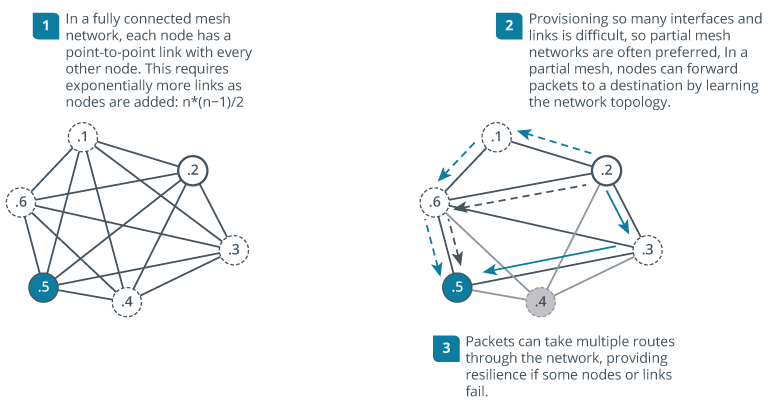 1
In a fully connected mesh
network, each node has a
point-to-point link with every
other node. This requires
exponentially more links as
nodes are added: n*(n−1)/2
2
Provisioning so many interfaces and
links is difficult, so partial mesh
networks are often preferred, In a
partial mesh, nodes can forward
packets to a destination by learning
the network topology.
.1
.2
.6
.3
.5
.4
.1
.2
.6
.3
.5
.4
3
Packets can take multiple routes
through the network, providing
resilience if some nodes or links
fail.